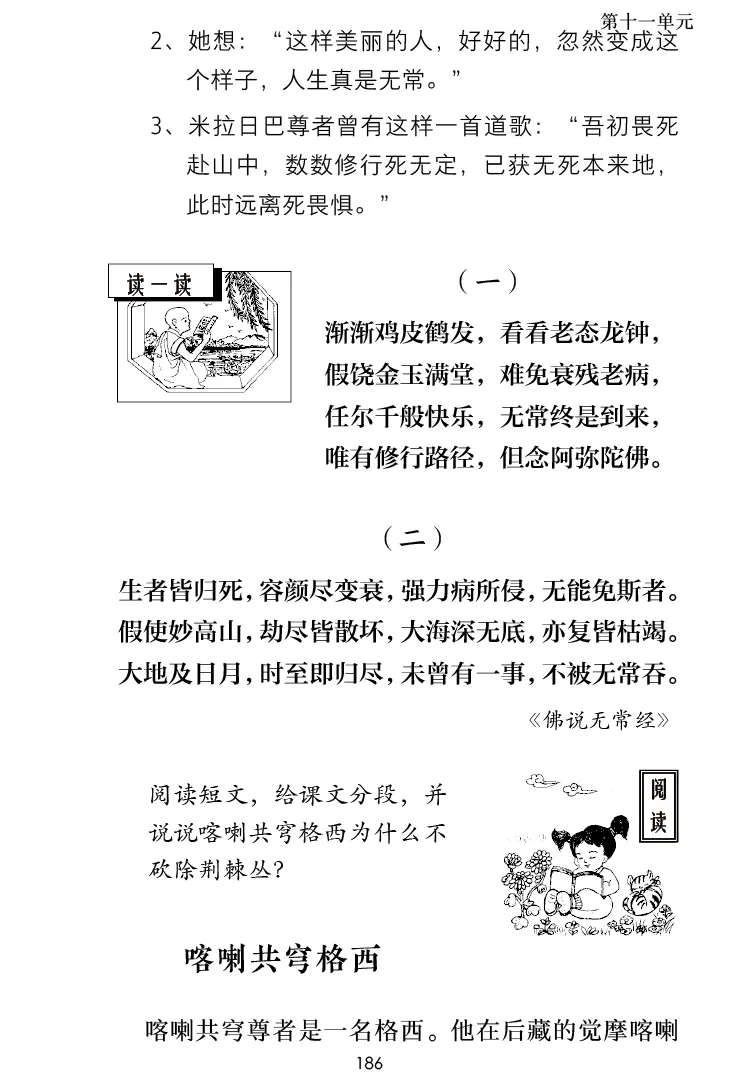 第十一单元
2、她想：“这样美丽的人，好好的，忽然变成这
个样子，人生真是无常。”
3、米拉日巴尊者曾有这样一首道歌：“吾初畏死
赴山中，数数修行死无定，已获无死本来地，
此时远离死畏惧。”
读一读
（一）
渐渐鸡皮鹤发，看看老态龙钟，
假饶金玉满堂，难免衰残老病，
任尔千般快乐，无常终是到来，
唯有修行路径，但念阿弥陀佛。
（二）
生者皆归死，容颜尽变衰，强力病所侵，无能免斯者。
假使妙高山，劫尽皆散坏，大海深无底，亦复皆枯竭。
大地及日月，时至即归尽，未曾有一事，不被无常吞。
《佛说无常经》
阅读短文，给课文分段，并
说说喀喇共穹格西为什么不
砍除荆棘丛？
阅读
喀喇共穹格西
喀喇共穹尊者是一名格西。他在后藏的觉摩喀喇
186